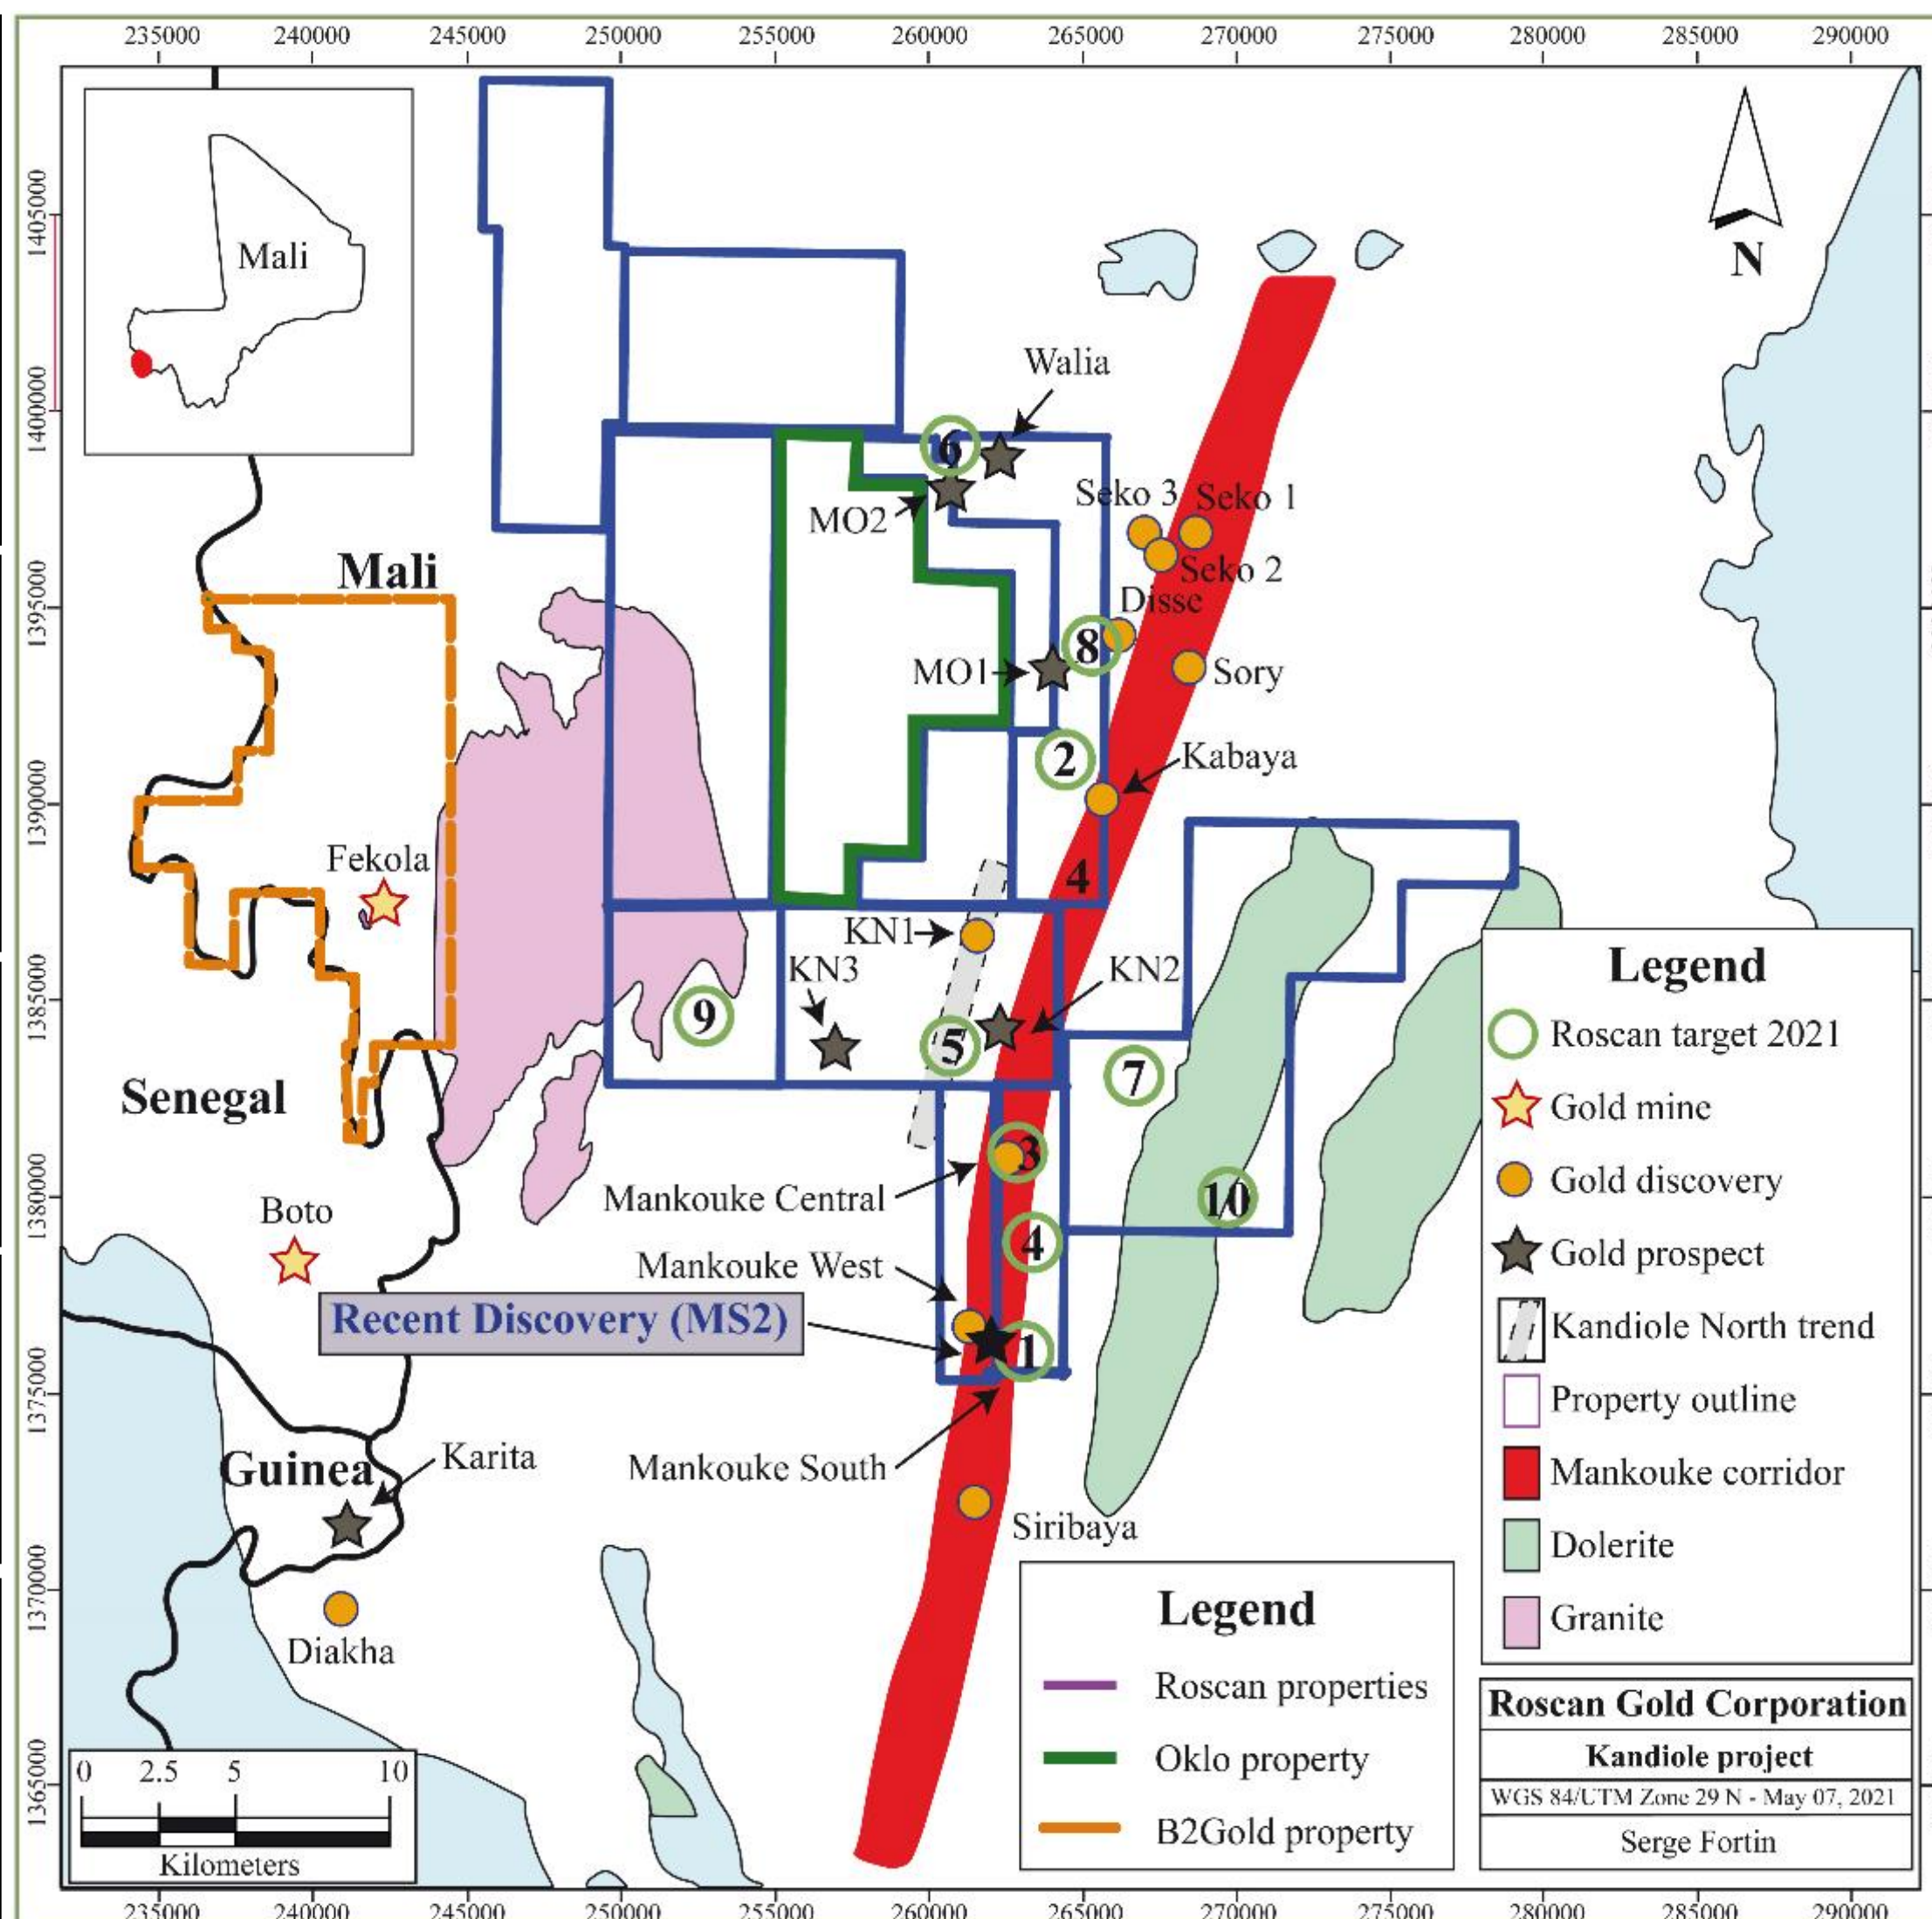 235000 240000 245000 250000 255000 260000 265000 270000 275000 280000 285000 290000
1405000
1400000
1395000
1390000
1385000
1380000
1375000
1370000
1365000
Mali
N
Walia
6
MO2
Seko 3
Seko 1
Seko 2
Mali
Disse
8
MO1
Sory
2
Kabaya
Fekola
4
KN1
KN3
KN2
9
5
7
Senegal
3
Mankouke Central
10
Boto
4
Mankouke West
Recent Discovery (MS2)
1
Guinea
Karita
Mankouke South
Siribaya
Diakha
Legend
Roscan target 2021
Gold mine
Gold discovery
Gold prospect
Kandiole North trend
Property outline
Mankouke corridor
Dolerite
Granite
Legend
Roscan properties
Oklo property
B2Gold property
Roscan Gold Corporation
Kandiole project
WGS 84/UTM Zone 29 N - May 07, 2021
Serge Fortin
0 2.5 5 10
Kilometers
235000 240000 245000 250000 255000 260000 265000 270000 275000 280000 285000 290000